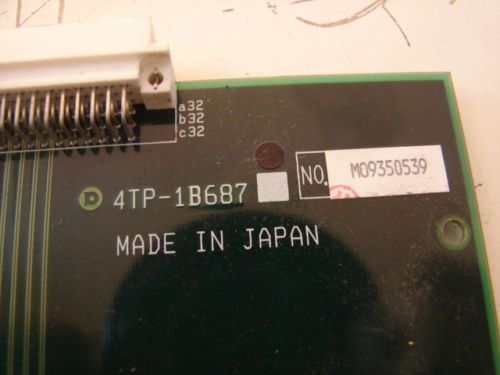 a32
b32
c32
NO. M09350539
4TP-1B687
MADE IN JAPAN